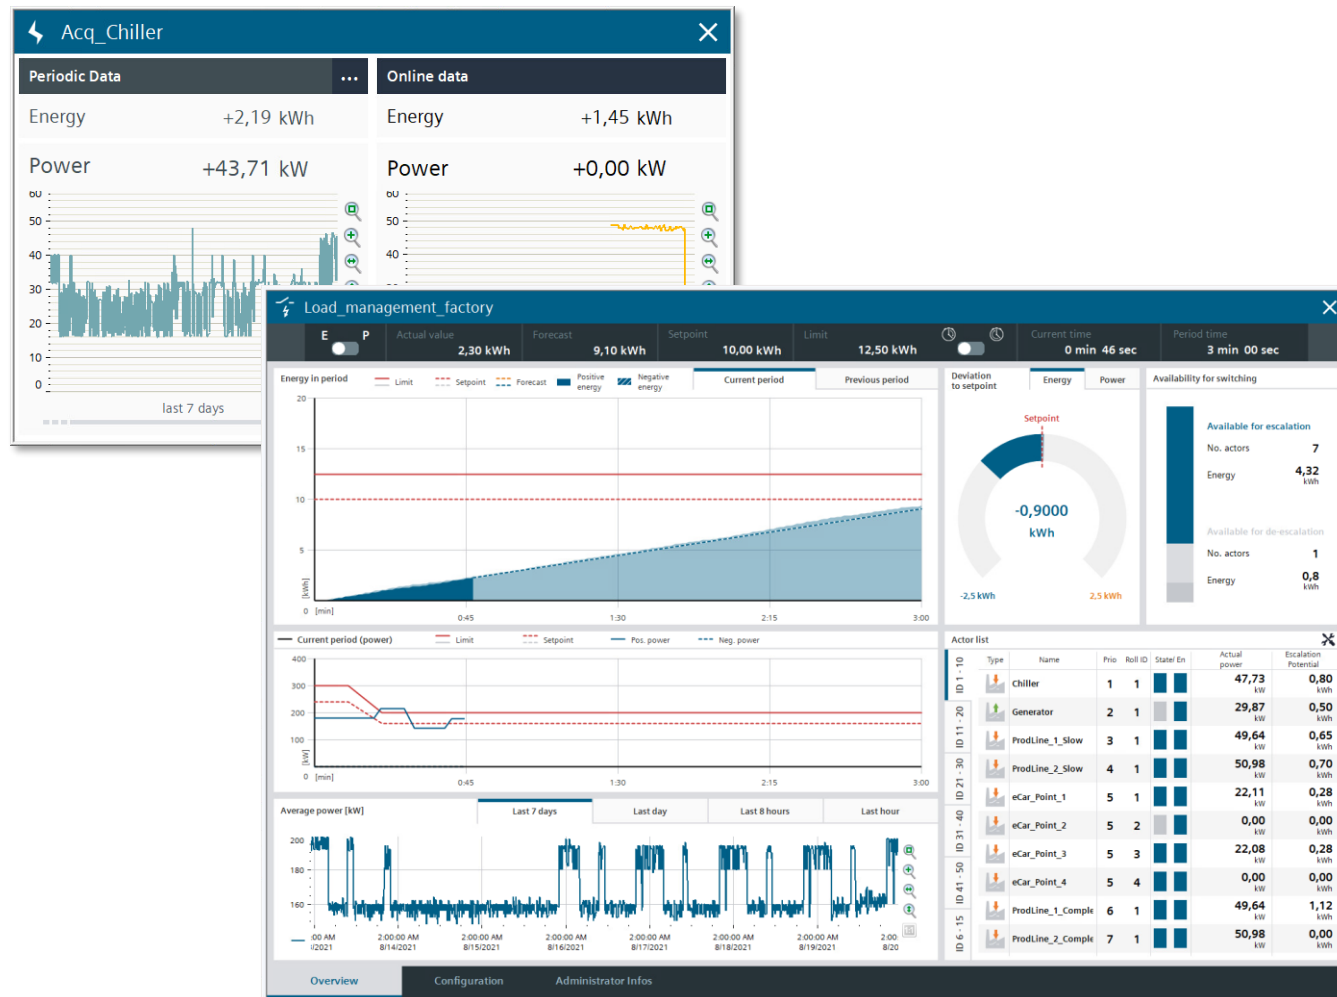 Acq_Chiller
Periodic Data ...
Online data
Energy +2,19 kWh
Energy +1,45 kWh
Power +43,71 kW
Power +0,00 kW
60
50
40
30
20
10
0
last 7 days
60
50
40
Load_management_factory
E P
Actual value 2,30 kWh
Forecast 9,10 kWh
Setpoint 10,00 kWh
Limit 12,50 kWh
Current time 0 min 46 sec
Period time 3 min 00 sec
Energy in period
Limit
Setpoint
Forecast
Positive energy
Negative energy
Current period
Previous period
20
15
10
5
[kWh]
0 [min]
0:45
1:30
2:15
3:00
Deviation to setpoint
Energy
Power
Setpoint
-0,9000
kWh
-2,5 kWh
2,5 kWh
Availability for switching
Available for escalation
No. actors 7
Energy 4,32 kWh
Available for de-escalation
No. actors 1
Energy 0,8 kWh
Current period (power)
Limit
Setpoint
Pos. power
Neg. power
400
300
200
100
[kW]
0 [min]
0:45
1:30
2:15
3:00
Average power [kW]
Last 7 days
Last day
Last 8 hours
Last hour
200
180
160
:00 AM
/2021
2:00:00 AM
8/14/2021
2:00:00 AM
8/15/2021
2:00:00 AM
8/16/2021
2:00:00 AM
8/17/2021
2:00:00 AM
8/18/2021
2:00:00 AM
8/19/2021
2:00
8/20
Actor list
ID 1 - 10
ID 11 - 20
ID 21 - 30
ID 31 - 40
ID 41 - 50
ID 6 - 15
Type Name Prio Roll ID State/ En Actual power Escalation Potential
Chiller 1 1 47,73 kW 0,80 kWh
Generator 2 1 29,87 kW 0,50 kWh
ProdLine_1_Slow 3 1 49,64 kW 0,65 kWh
ProdLine_2_Slow 4 1 50,98 kW 0,70 kWh
eCar_Point_1 5 1 22,11 kW 0,28 kWh
eCar_Point_2 5 2 0,00 kW 0,00 kWh
eCar_Point_3 5 3 22,08 kW 0,28 kWh
eCar_Point_4 5 4 0,00 kW 0,00 kWh
ProdLine_1_Comple 6 1 49,64 kW 1,12 kWh
ProdLine_2_Comple 7 1 50,98 kW 0,00 kWh
Overview
Configuration
Administrator Infos